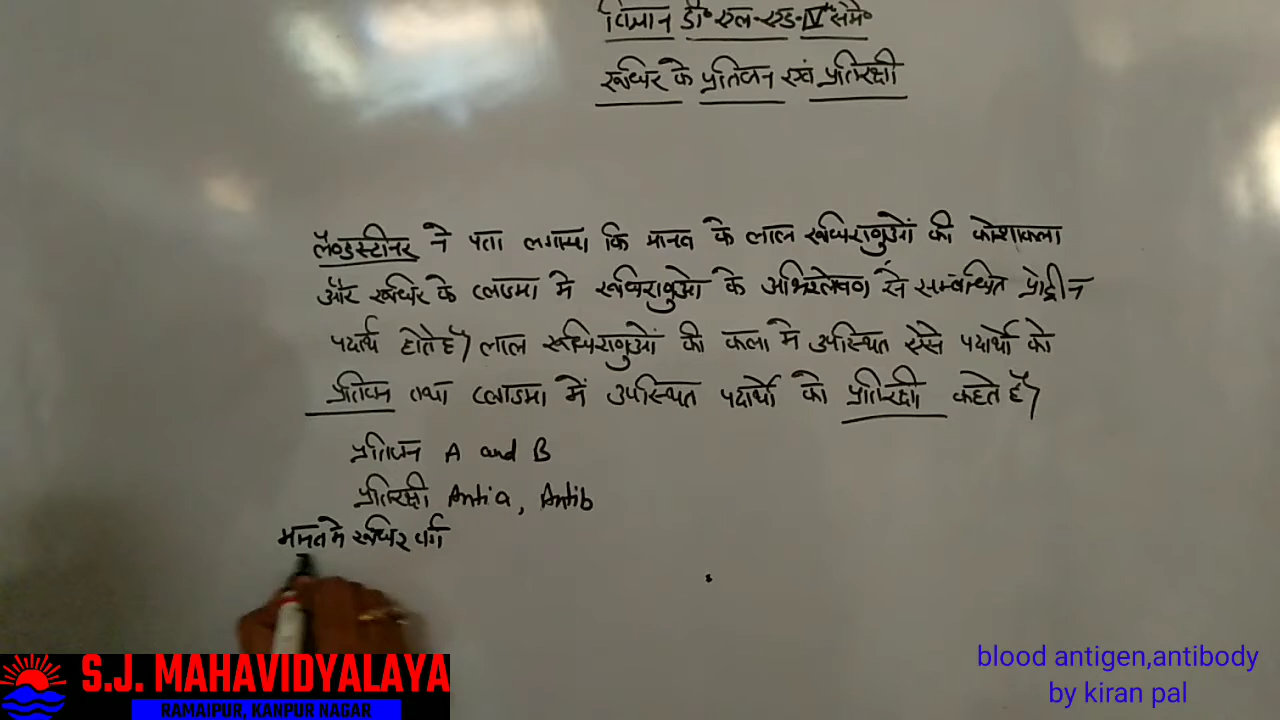 विज्ञान डी॰ एल॰ एड॰ IV सेमे॰
रूधिर के प्रतिजन एवं प्रतिरक्षी
लैण्डस्टीनर ने पता लगाया कि मानव के लाल रूधिराणुओं की कोशाकला
और रूधिर के प्लाज्मा मे रूधिराणुओ के अभिश्लेषण से सम्बंधित प्रोटीन
पदार्थ होते है। लाल रूधिराणुओं की कला मे उपस्थित ऐसे पदार्थो को
प्रतिजन तथा प्लाज्मा में उपस्थित पदार्थो को प्रतिरक्षी कहते है।
प्रतिजन A and B
प्रतिरक्षी Anti a, Anti b
मे रूधिर वर्ग
S.J. MAHAVIDYALAYA
RAMAIPUR, KANPUR NAGAR
blood antigen,antibody
by kiran pal